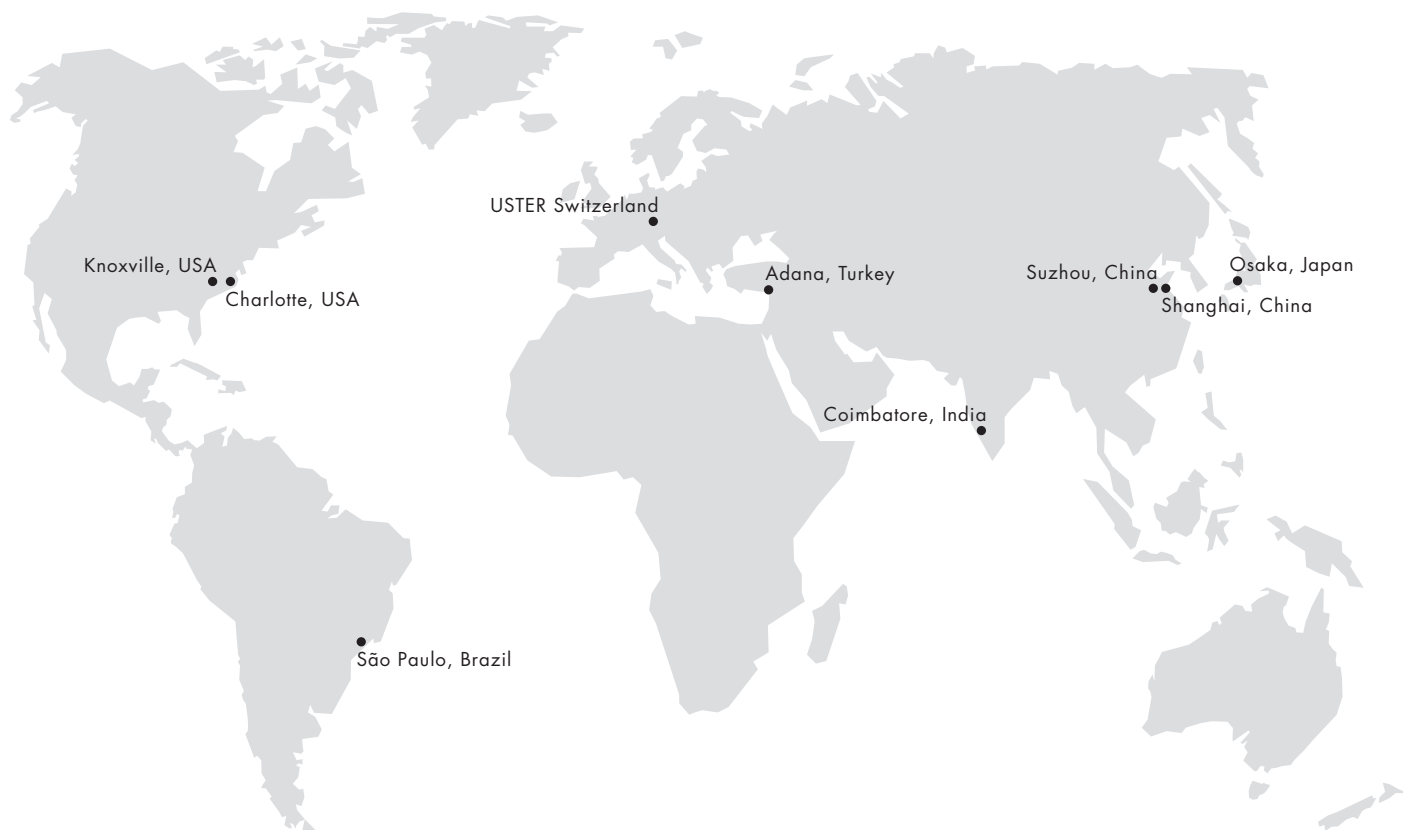 USTER Switzerland
Knoxville, USA
Charlotte, USA
Adana, Turkey
Suzhou, China
Osaka, Japan
Shanghai, China
Coimbatore, India
São Paulo, Brazil